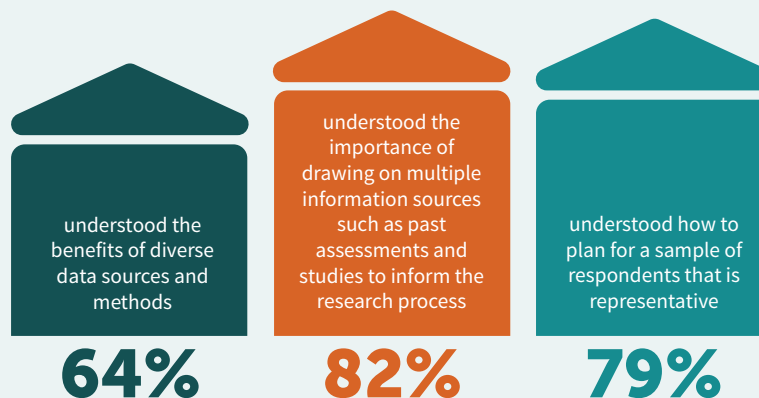 understood the
benefits of diverse
data sources and
methods
64%
understood the
importance of
drawing on multiple
information sources
such as past
assessments and
studies to inform the
research process
82%
understood how to
plan for a sample of
respondents that is
representative
79%